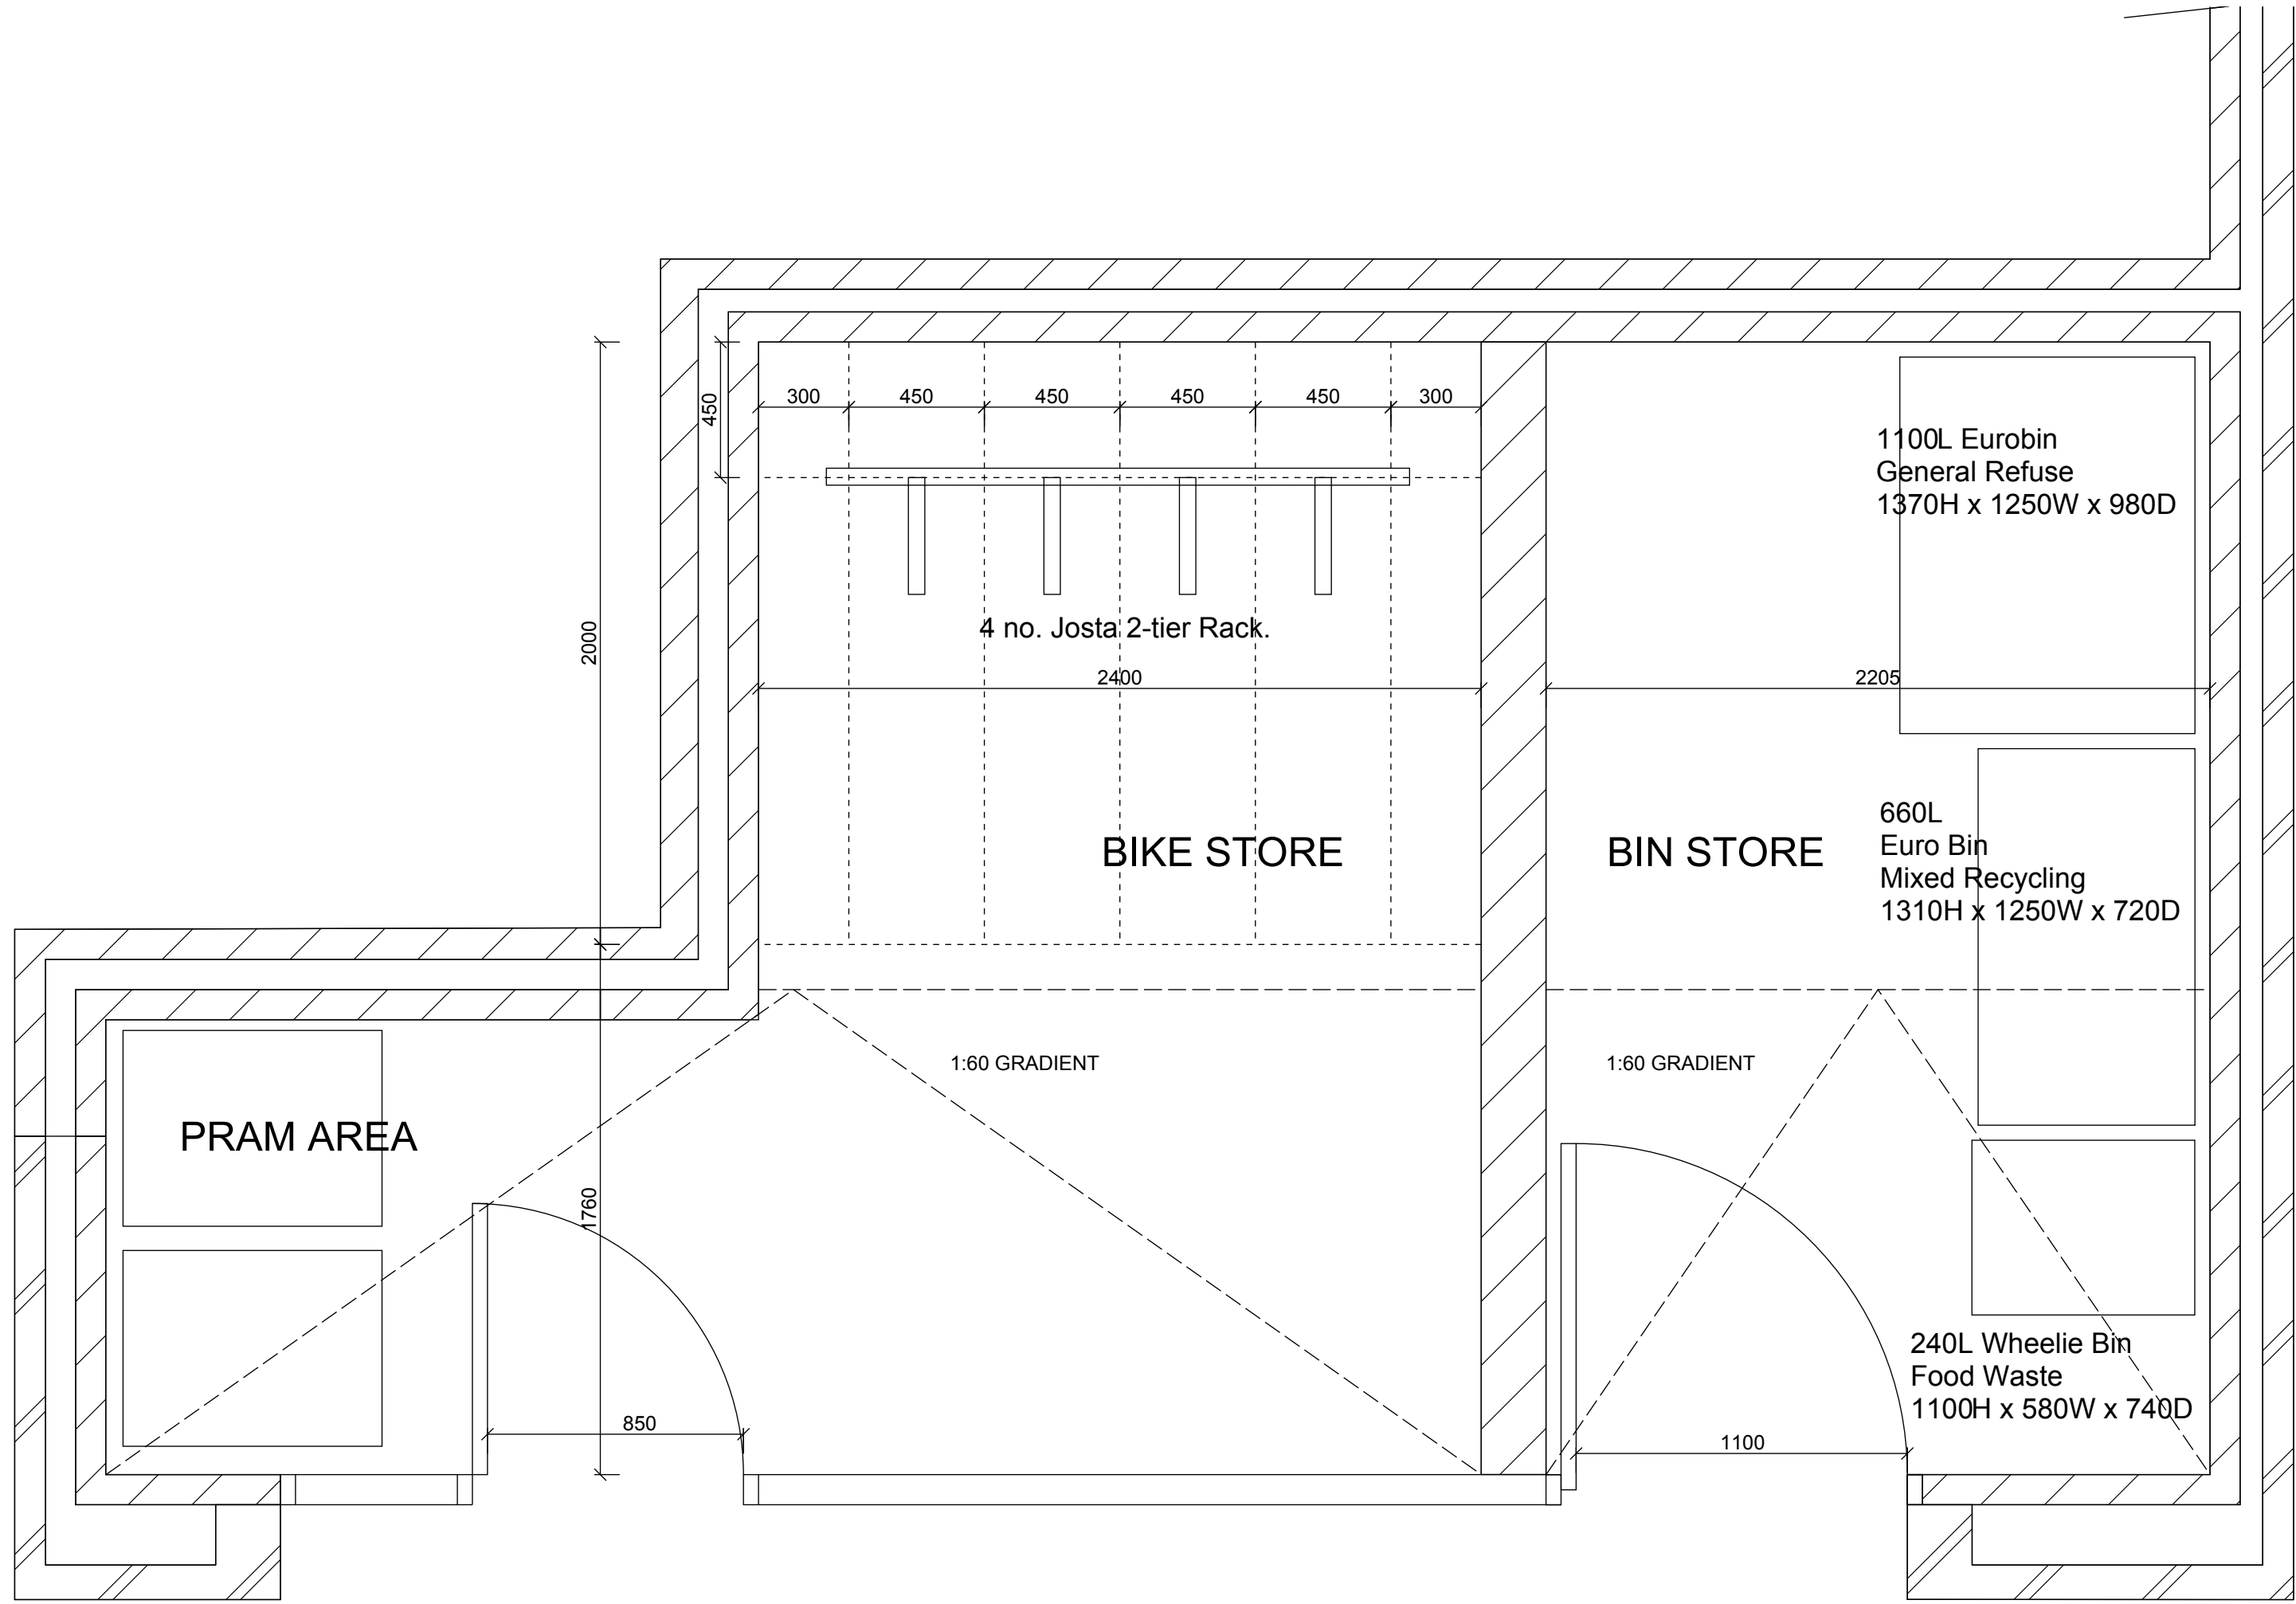 300
450
450
450
450
300
450
1100L Eurobin
General Refuse
1370H x 1250W x 980D
2000
4 no. Josta 2-tier Rack.
2400
2205
BIKE STORE
BIN STORE
660L
Euro Bin
Mixed Recycling
1310H x 1250W x 720D
1:60 GRADIENT
1:60 GRADIENT
PRAM AREA
1760
240L Wheelie Bin
Food Waste
1100H x 580W x 740D
850
1100